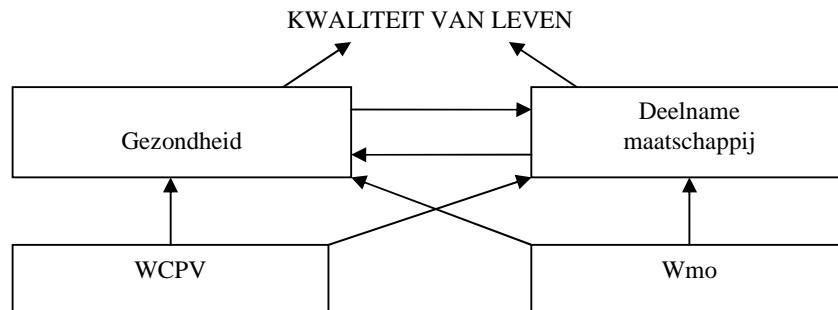 KWALITEIT VAN LEVEN
Gezondheid
Deelname
maatschappij
WCPV
Wmo